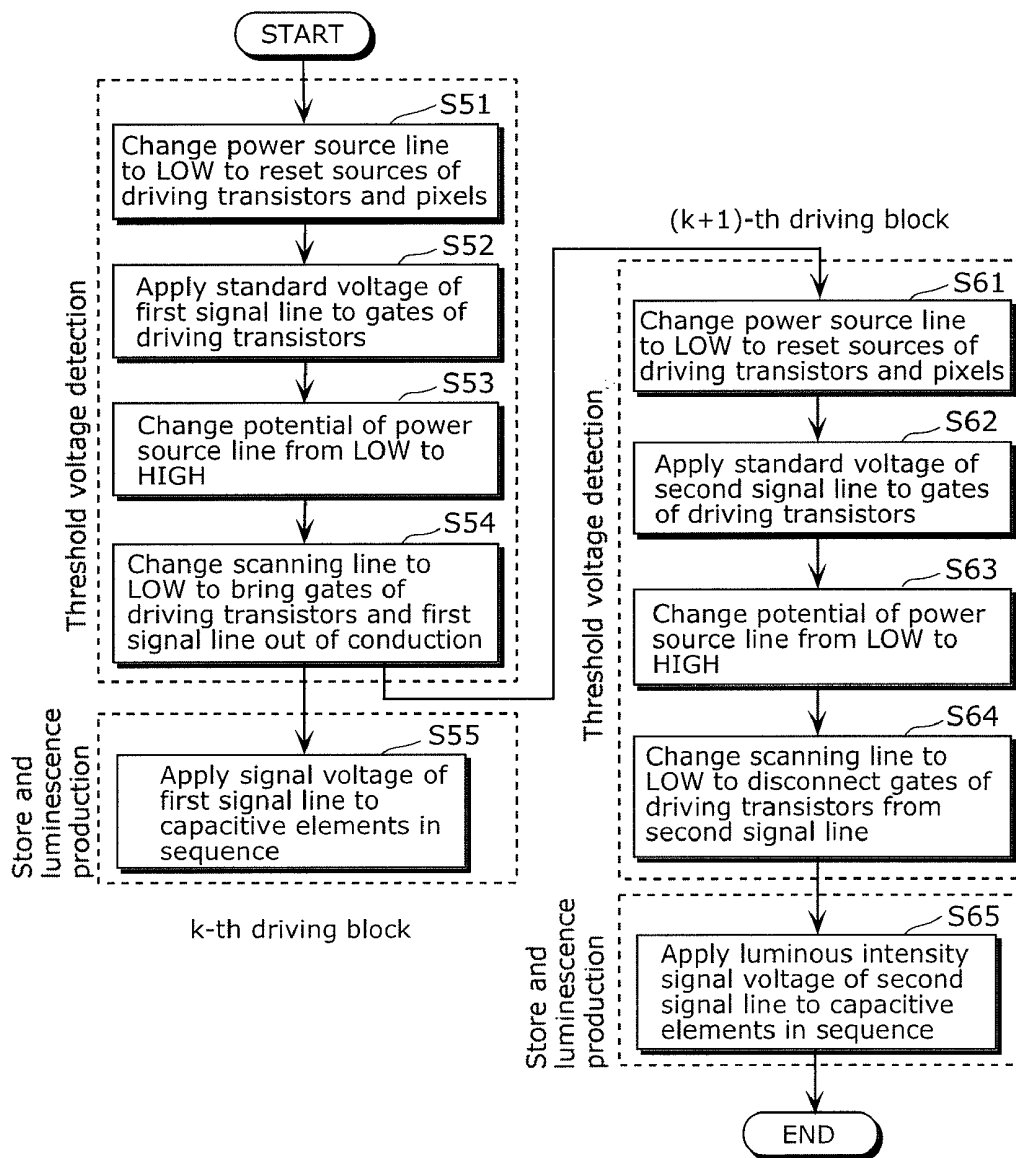 START
Threshold voltage detection
S51
Change power source line
to LOW to reset sources of
driving transistors and pixels
S52
Apply standard voltage of
first signal line to gates of
driving transistors
S53
Change potential of power
source line from LOW to
HIGH
S54
Change scanning line to
LOW to bring gates of
driving transistors and first
signal line out of conduction
Store and
luminescence
production
S55
Apply signal voltage of
first signal line to
capacitive elements in
sequence
k-th driving block
(k+1)-th driving block
Threshold voltage detection
S61
Change power source line
to LOW to reset sources of
driving transistors and pixels
S62
Apply standard voltage of
second signal line to gates
of driving transistors
S63
Change potential of power
source line from LOW to
HIGH
S64
Change scanning line to
LOW to disconnect gates of
driving transistors from
second signal line
Store and
luminescence
production
S65
Apply luminous intensity
signal voltage of second
signal line to capacitive
elements in sequence
END